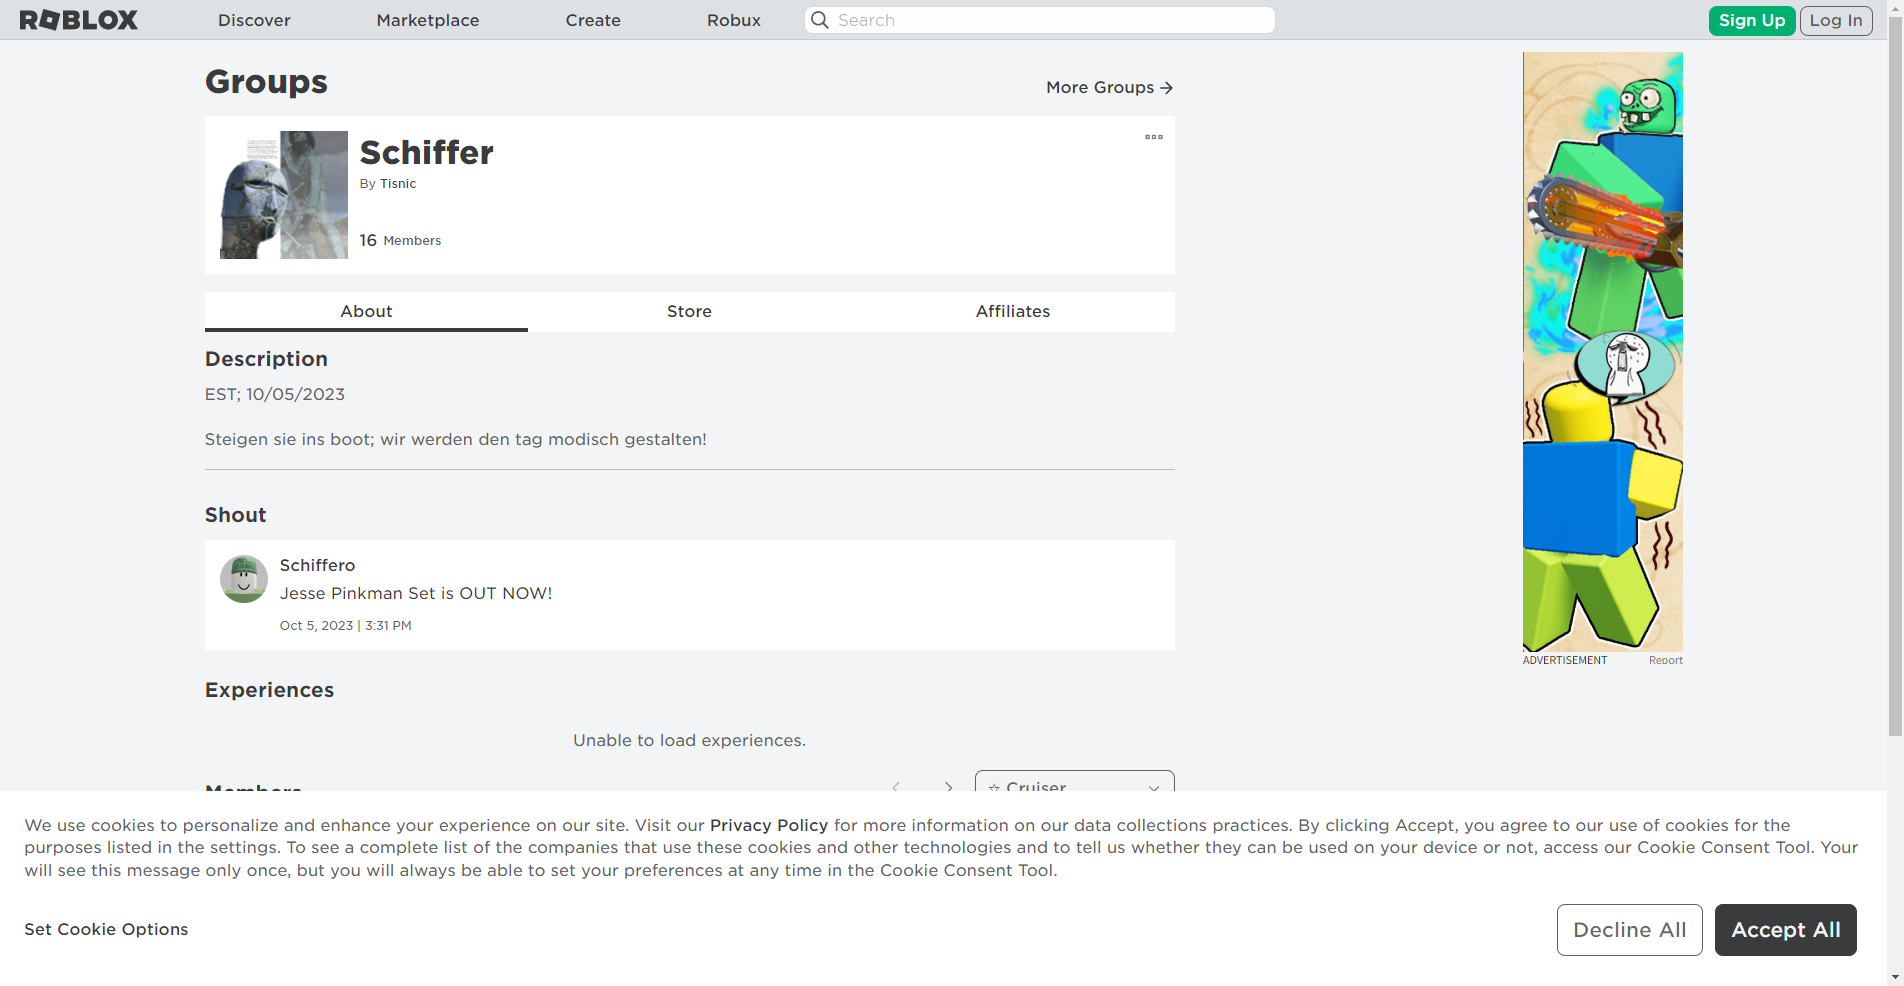 ROBLOX Discover Marketplace Create Robux Search Sign Up Log In
Groups
More Groups
Schiffer
By Tisnic
16 Members
About Store Affiliates
Description
EST; 10/05/2023
Steigen sie ins boot; wir werden den tag modisch gestalten!
Shout
Schiffero
Jesse Pinkman Set is OUT NOW!
Oct 5, 2023 | 3:31 PM
ADVERTISEMENT Report
Experiences
Unable to load experiences.
Members Cruiser
We use cookies to personalize and enhance your experience on our site. Visit our Privacy Policy for more information on our data collections practices. By clicking Accept, you agree to our use of cookies for the
purposes listed in the settings. To see a complete list of the companies that use these cookies and other technologies and to tell us whether they can be used on your device or not, access our Cookie Consent Tool. Your
will see this message only once, but you will always be able to set your preferences at any time in the Cookie Consent Tool.
Set Cookie Options Decline All Accept All